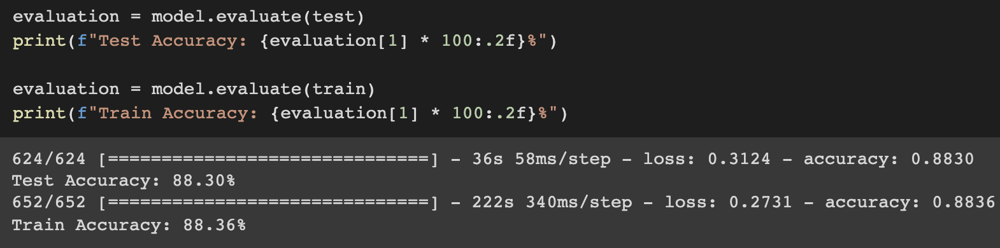 evaluation = model.evaluate(test)
print(f"Test Accuracy: {evaluation[1] * 100:.2f}%")
evaluation = model.evaluate(train)
print(f"Train Accuracy: {evaluation[1] * 100:.2f}%")
624/624 [==============================] - 36s 58ms/step - loss: 0.3124 - accuracy: 0.8830
Test Accuracy: 88.30%
652/652 [==============================] - 222s 340ms/step - loss: 0.2731 - accuracy: 0.8836
Train Accuracy: 88.36%